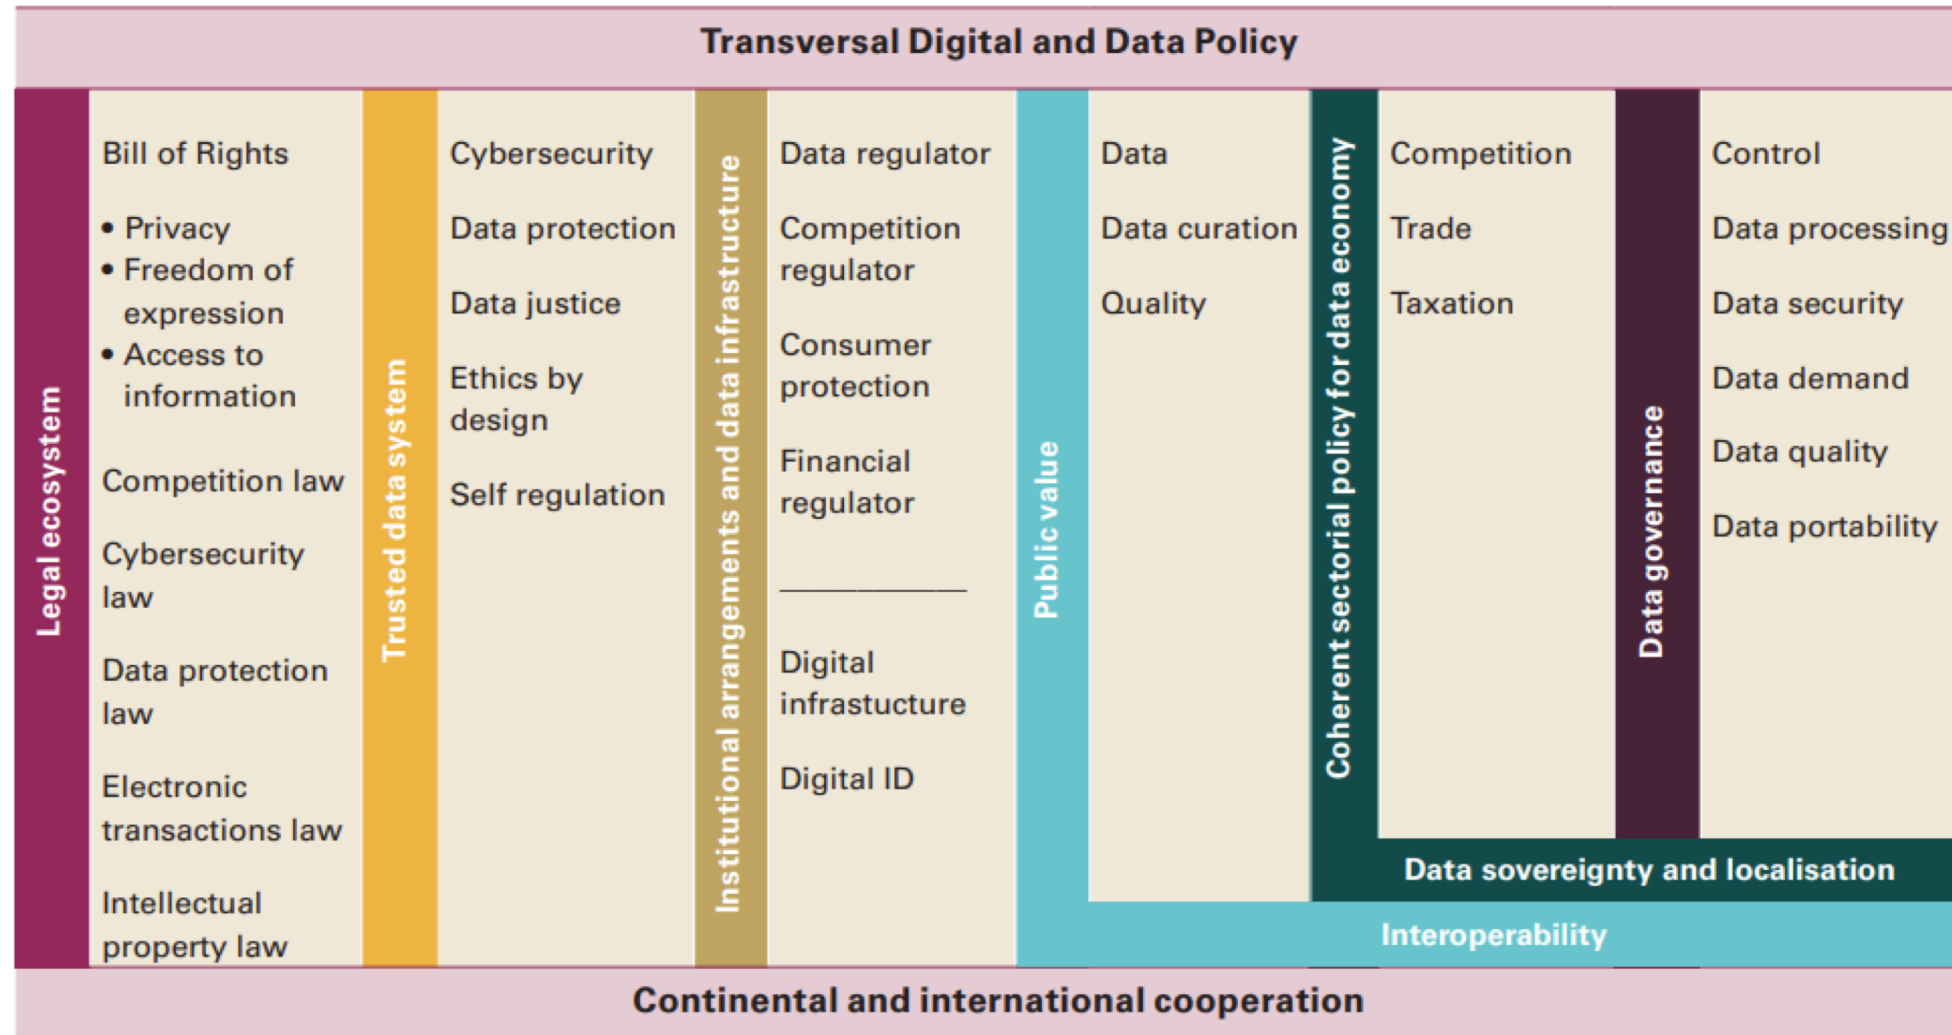 Transversal Digital and Data Policy
Legal ecosystem
Bill of Rights
• Privacy
• Freedom of
expression
• Access to
information
Competition law
Cybersecurity
law
Data protection
law
Electronic
transactions law
Intellectual
property law
Trusted data system
Cybersecurity
Data protection
Data justice
Ethics by
design
Self regulation
Institutional arrangements and data infrastructure
Data regulator
Competition
regulator
Consumer
protection
Financial
regulator
Digital
infrastucture
Digital ID
Public value
Data
Data curation
Quality
Coherent sectorial policy for data economy
Competition
Trade
Taxation
Data governance
Control
Data processing
Data security
Data demand
Data quality
Data portability
Data sovereignty and localisation
Interoperability
Continental and international cooperation